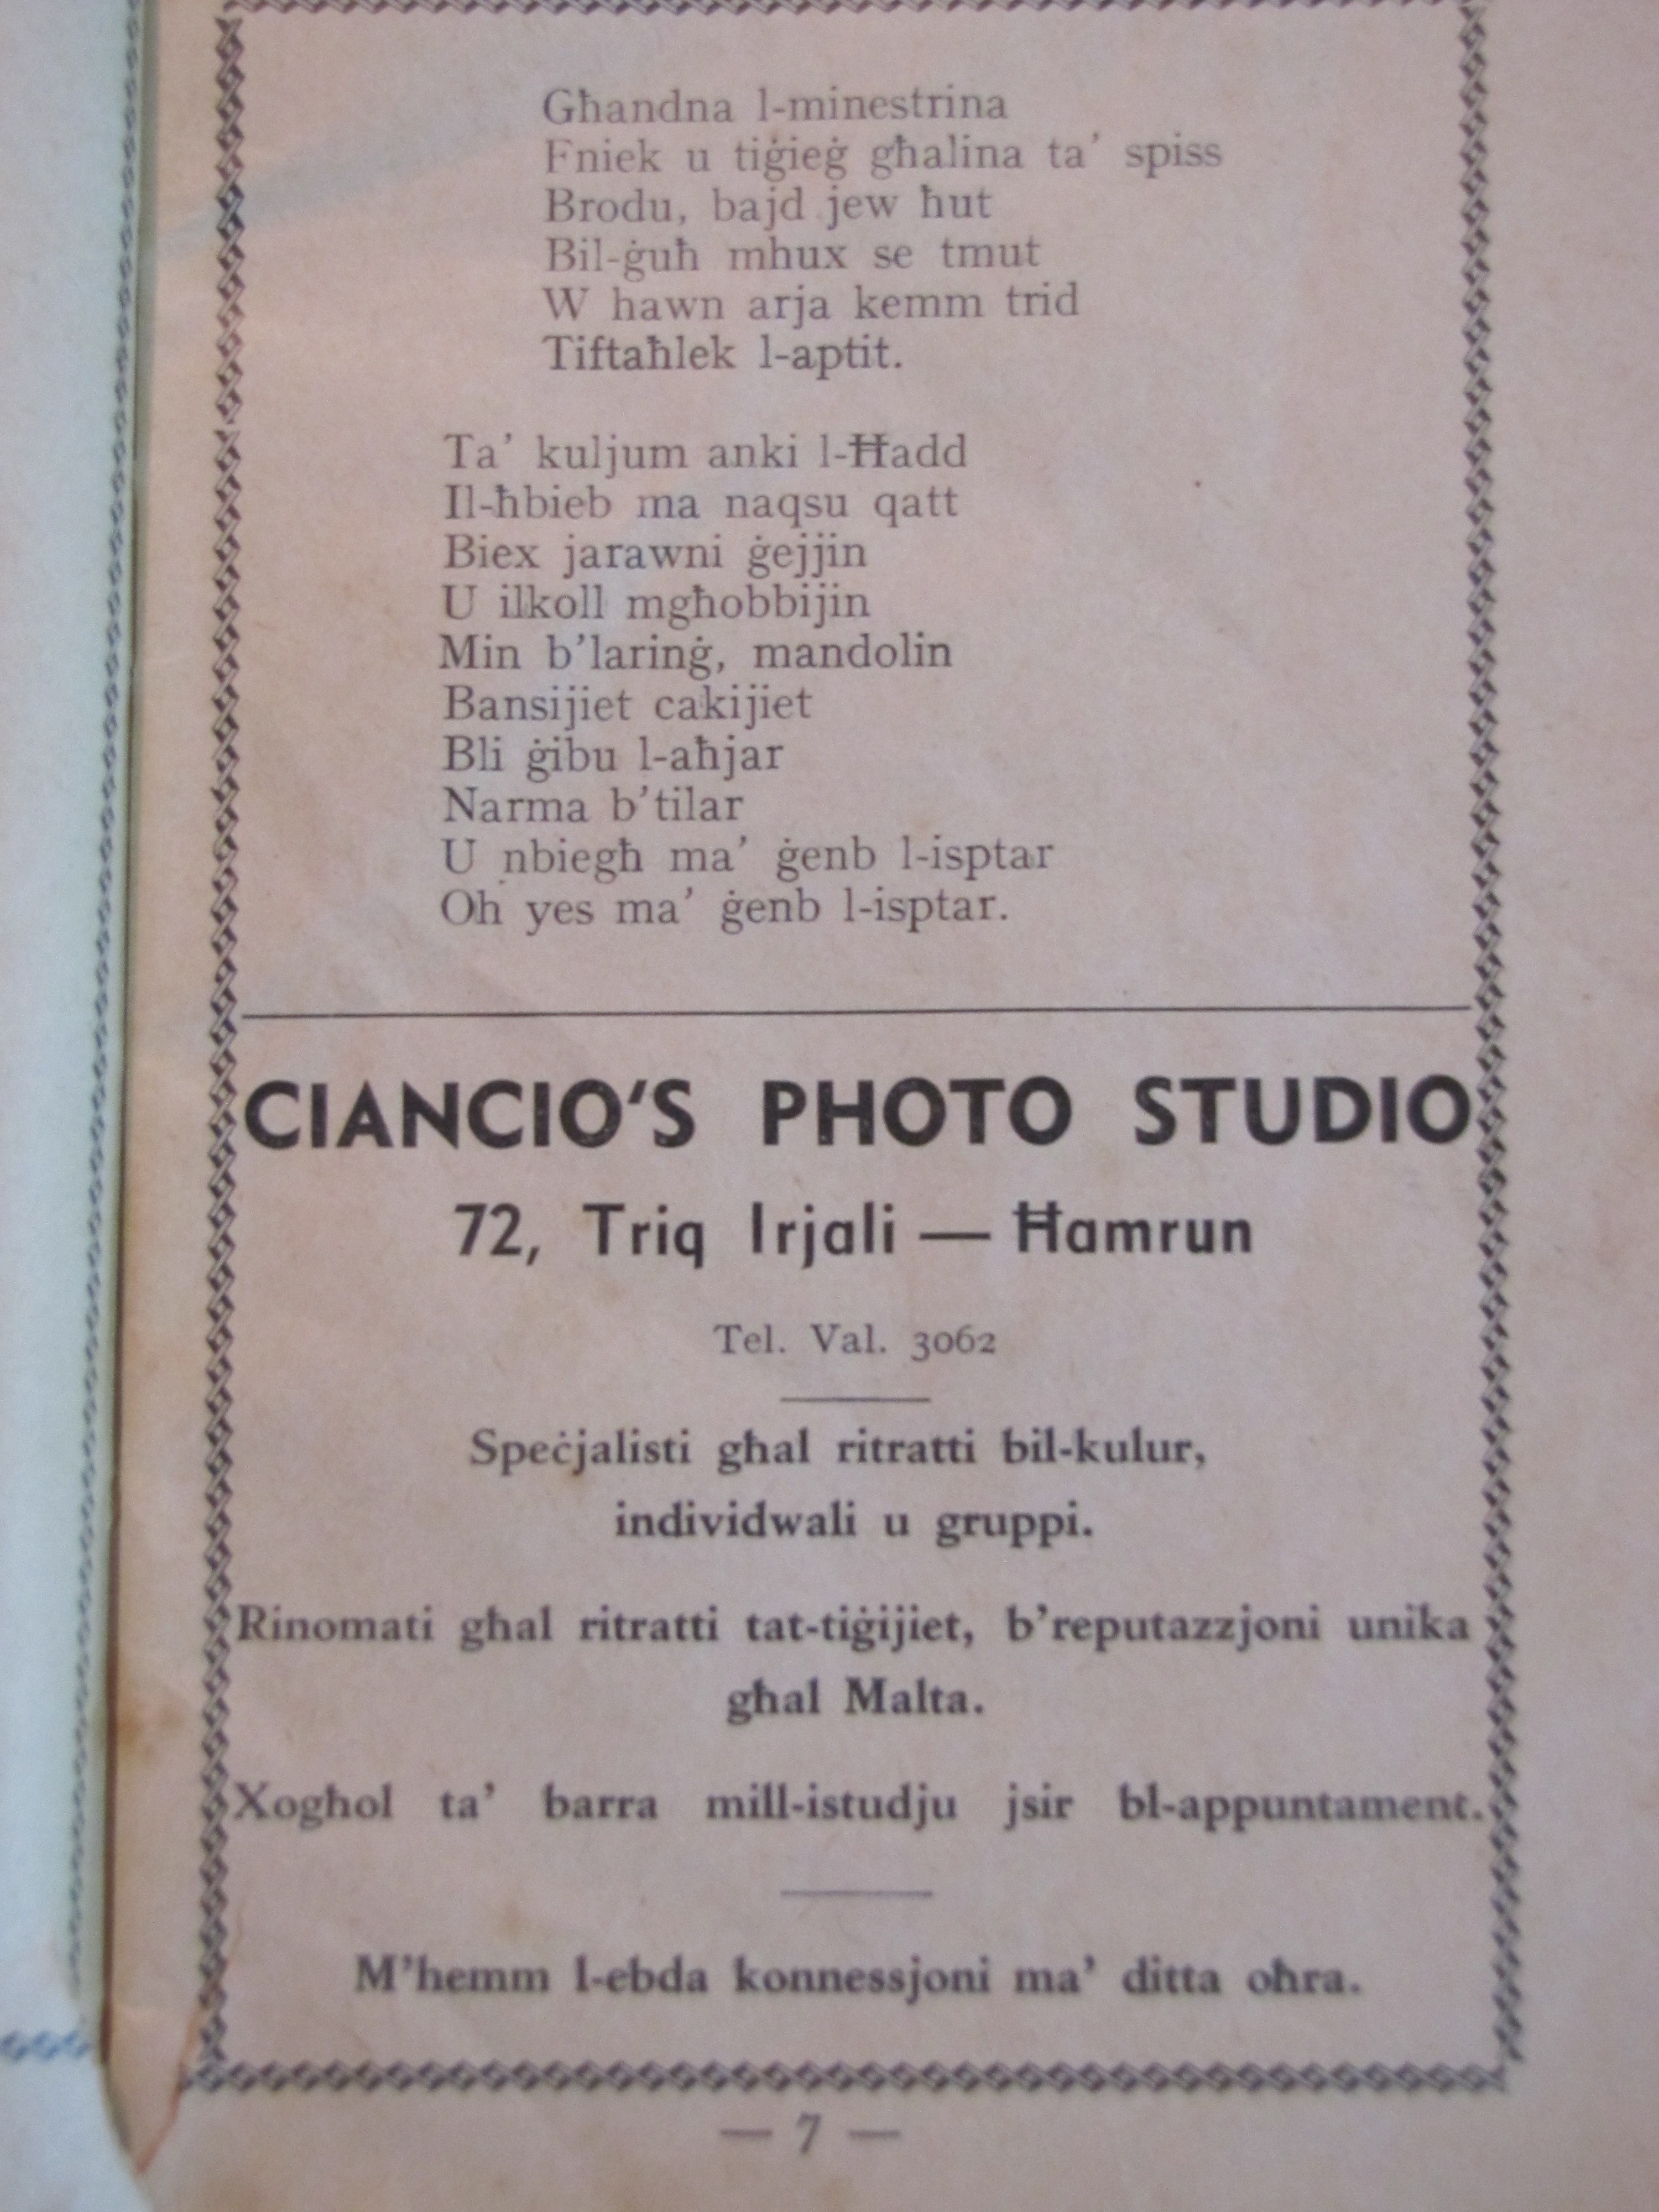 Għandna l-minestrina
Fniek u tiġieġ għalina ta' spiss
Brodu, bajd jew ħut
Bil-ġuħ mhux se tmut
W hawn arja kemm trid
Tiftaħlek l-aptit.
Ta' kuljum anki l-Ħadd
Il-ħbieb ma naqsu qatt
Biex jarawni ġejjin
U ilkoll mgħobbijin
Min b'larinġ, mandolin
Bansijiet cakijiet
Bli ġibu l-aħjar
Narma b'tilar
U nbiegħ ma' ġenb l-isptar
Oh yes ma' ġenb l-isptar.
CIANCIO'S PHOTO STUDIO
72, Triq Irjali — Ħamrun
Tel. Val. 3062
Speċjalisti għal ritratti bil-kulur,
individwali u gruppi.
Rinomati għal ritratti tat-tiġijiet, b'reputazzjoni unika
għal Malta.
Xogħol ta' barra mill-istudju jsir bl-appuntament.
M'hemm l-ebda konnessjoni ma' ditta oħra.
— 7 —